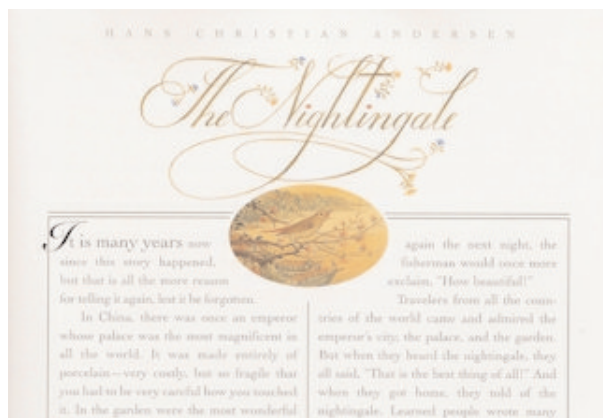 HANS CHRISTIAN ANDERSEN
The Nightingale
It is many years now
since this story happened,
but that is all the more reason
for telling it again, lest it be forgotten.
In China, there was once an emperor
whose palace was the most magnificent in
all the world. It was made entirely of
porcelain—very costly, but so fragile that
you had to be very careful how you touched
it. In the garden were the most wonderful
again the next night, the
fisherman would once more
exclaim, "How beautiful!"
Travelers from all the coun-
tries of the world came and admired the
emperor's city, the palace, and the garden.
But when they heard the nightingale, they
all said, "That is the best thing of all!" And
when they got home, they told of the
nightingale. Learned people wrote many